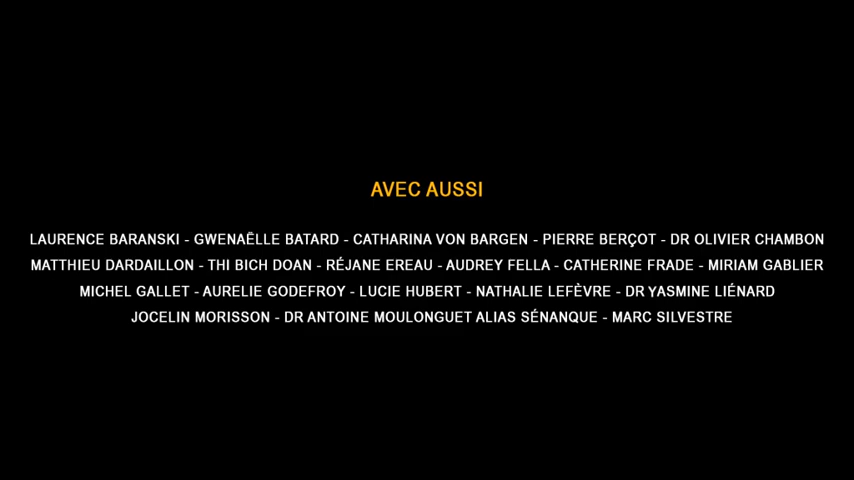 AVEC AUSSI
LAURENCE BARANSKI - GWENAËLLE BATARD - CATHARINA VON BARGEN - PIERRE BERÇOT - DR OLIVIER CHAMBON
MATTHIEU DARDAILLON - THI BICH DOAN - RÉJANE EREAU - AUDREY FELLA - CATHERINE FRADE - MIRIAM GABLIER
MICHEL GALLET - AURELIE GODEFROY - LUCIE HUBERT - NATHALIE LEFÈVRE - DR YASMINE LIÉNARD
JOCELIN MORISSON - DR ANTOINE MOULONGUET ALIAS SÉNANQUE - MARC SILVESTRE